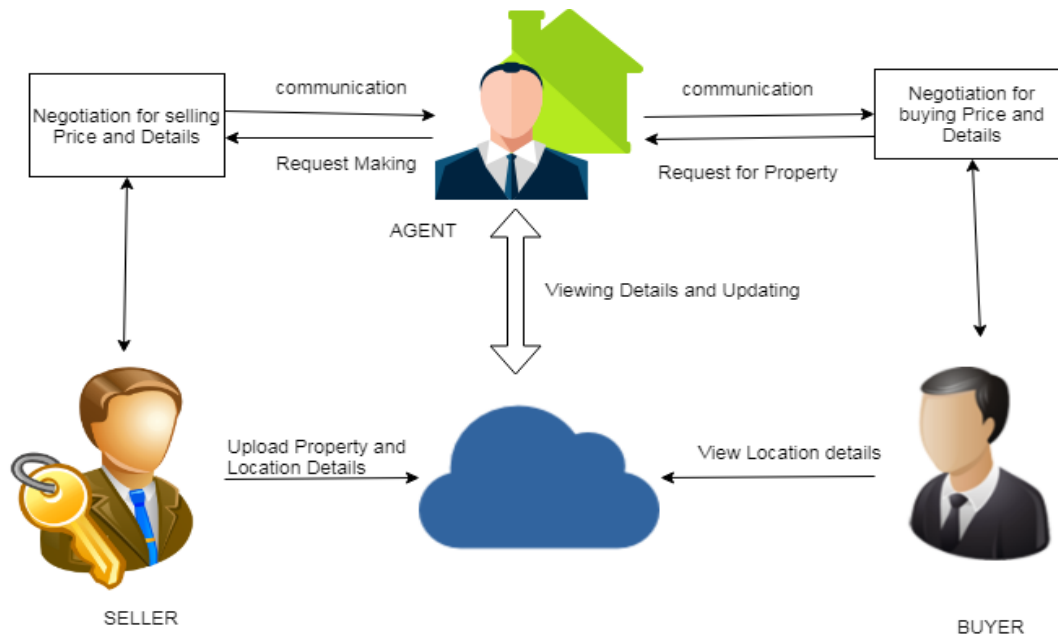 communication
communication
Negotiation for selling
Price and Details
Negotiation for
buying Price and
Details
Request Making
Request for Property
AGENT
Viewing Details and Updating
Upload Property and
Location Details
View Location details
SELLER
BUYER